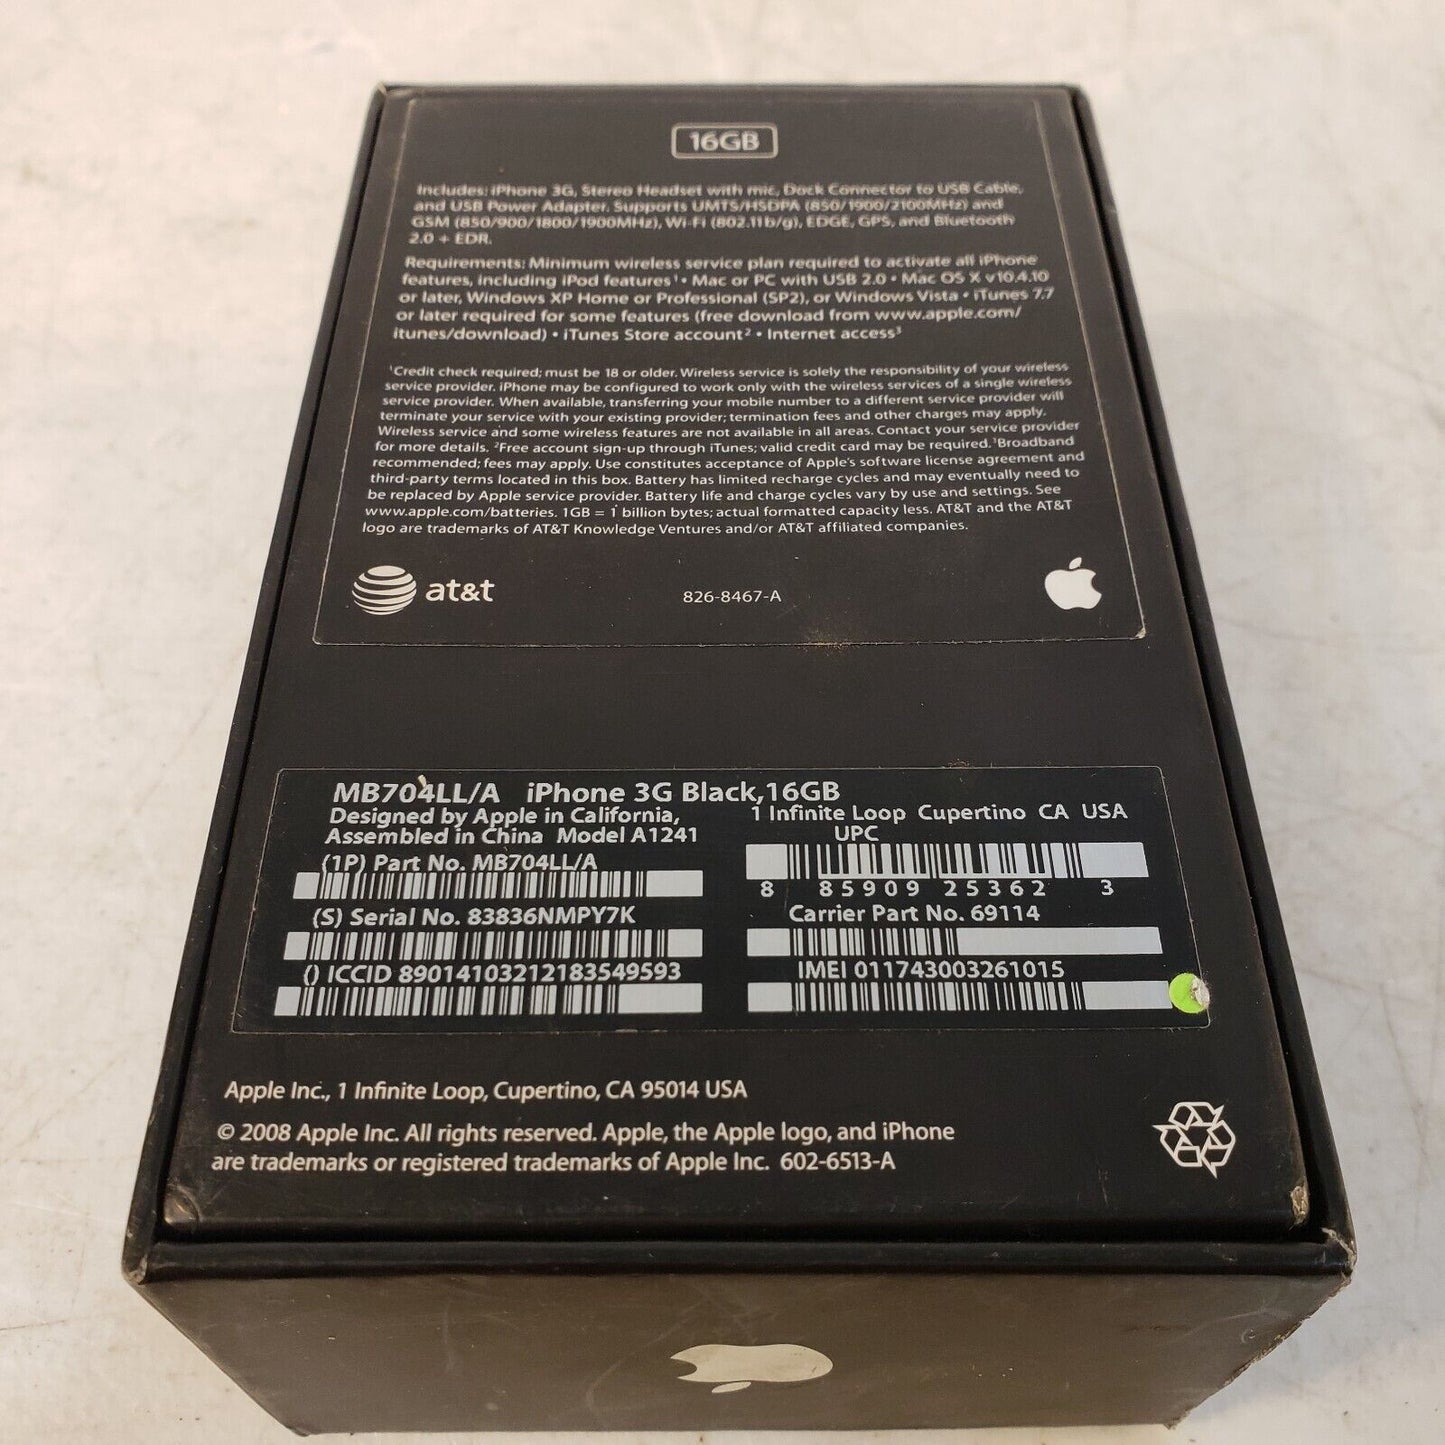 16GB
Includes: iPhone 3G, Stereo Headset with mic, Dock Connector to USB Cable,
and USB Power Adapter. Supports UMTS/HSDPA (850/1900/2100MHz) and
GSM (850/900/1800/1900MHz), Wi-Fi (802.11b/g), EDGE, GPS, and Bluetooth
2.0 + EDR.
Requirements: Minimum wireless service plan required to activate all iPhone
features, including iPod features¹ • Mac or PC with USB 2.0 • Mac OS X v10.4.10
or later, Windows XP Home or Professional (SP2), or Windows Vista • iTunes 7.7
or later required for some features (free download from www.apple.com/
itunes/download) • iTunes Store account² • Internet access³
¹Credit check required; must be 18 or older. Wireless service is solely the responsibility of your wireless
service provider. iPhone may be configured to work only with the wireless services of a single wireless
service provider. When available, transferring your mobile number to a different service provider will
terminate your service with your existing provider; termination fees and other charges may apply.
Wireless service and some wireless features are not available in all areas. Contact your service provider
for more details. ²Free account sign-up through iTunes; valid credit card may be required. ³Broadband
recommended; fees may apply. Use constitutes acceptance of Apple's software license agreement and
third-party terms located in this box. Battery has limited recharge cycles and may eventually need to
be replaced by Apple service provider. Battery life and charge cycles vary by use and settings. See
www.apple.com/batteries. 1GB = 1 billion bytes; actual formatted capacity less. AT&T and the AT&T
logo are trademarks of AT&T Knowledge Ventures and/or AT&T affiliated companies.
at&t
826-8467-A
MB704LL/A iPhone 3G Black,16GB
Designed by Apple in California,
Assembled in China Model A1241
1 Infinite Loop Cupertino CA USA
UPC
(1P) Part No. MB704LL/A
8 85909 25362 3
(S) Serial No. 83836NMPY7K
Carrier Part No. 69114
() ICCID 89014103212183549593
IMEI 011743003261015
Apple Inc., 1 Infinite Loop, Cupertino, CA 95014 USA
© 2008 Apple Inc. All rights reserved. Apple, the Apple logo, and iPhone
are trademarks or registered trademarks of Apple Inc. 602-6513-A